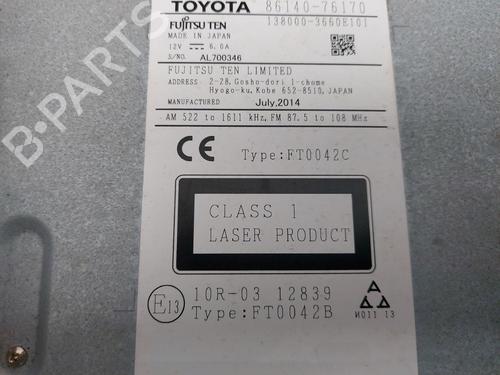 TOYOTA 86140-76170
FUJITSU TEN 138000-3660E101
MADE IN JAPAN
12V 6.0A
S/NO. AL700346
FUJITSU TEN LIMITED
ADDRESS 2-28, Gosho-dori 1-chome
Hyogo-ku, Kobe 652-8510, JAPAN
MANUFACTURED July,2014
AM 522 to 1611 kHz, FM 87.5 to 108 MHz
CE Type:FT0042C
CLASS 1
LASER PRODUCT
E13 10R-03 12839
Type:FT0042B
N011 13
B-PARTS